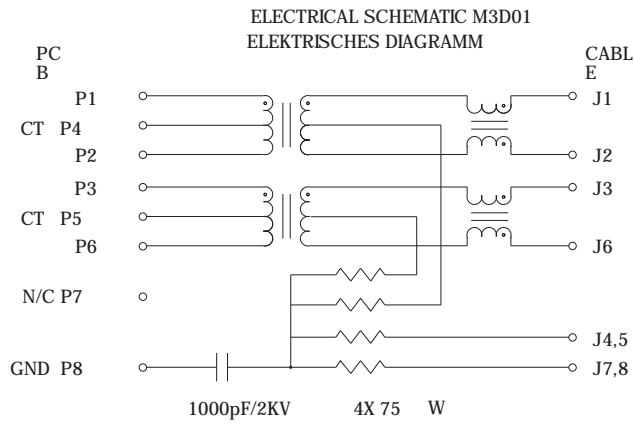 ELECTRICAL SCHEMATIC M3D01
ELEKTRISCHES DIAGRAMM
PC
B
CABL
E
P1
J1
CT P4
P2
J2
P3
J3
CT P5
P6
J6
N/C P7
J4,5
GND P8
J7,8
1000pF/2KV
4X 75 W